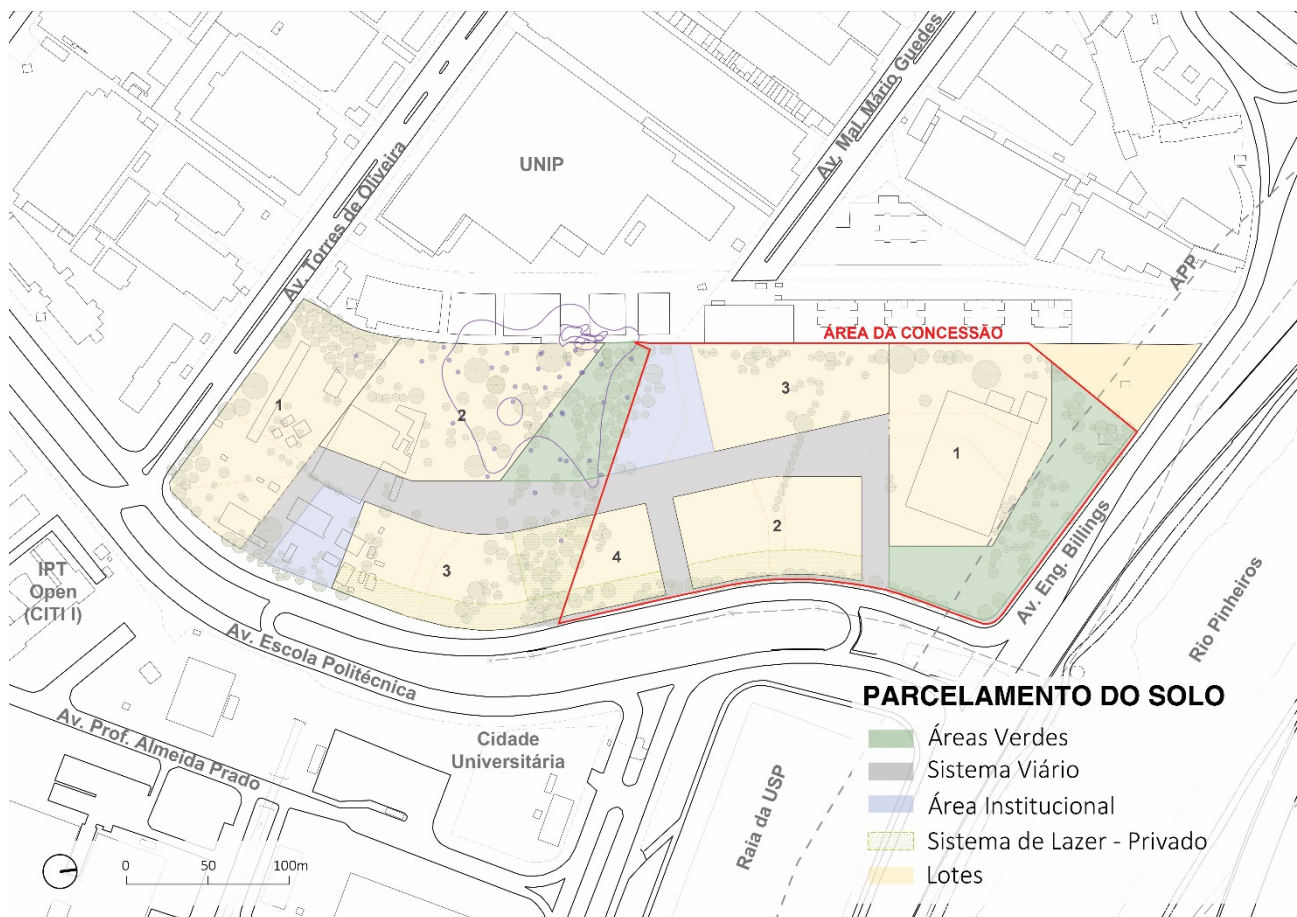 Av. Mal. Mário Guedes
UNIP
Av. Torres de Oliveira
APP
ÁREA DA CONCESSÃO
1
2
3
1
2
3
4
IPT
Open
(CITI I)
Av. Escola Politécnica
Av. Eng. Billings
Rio Pinheiros
Av. Prof. Almeida Prado
Cidade
Universitária
Raia da USP
PARCELAMENTO DO SOLO
Áreas Verdes
Sistema Viário
Área Institucional
Sistema de Lazer - Privado
Lotes
0 50 100m